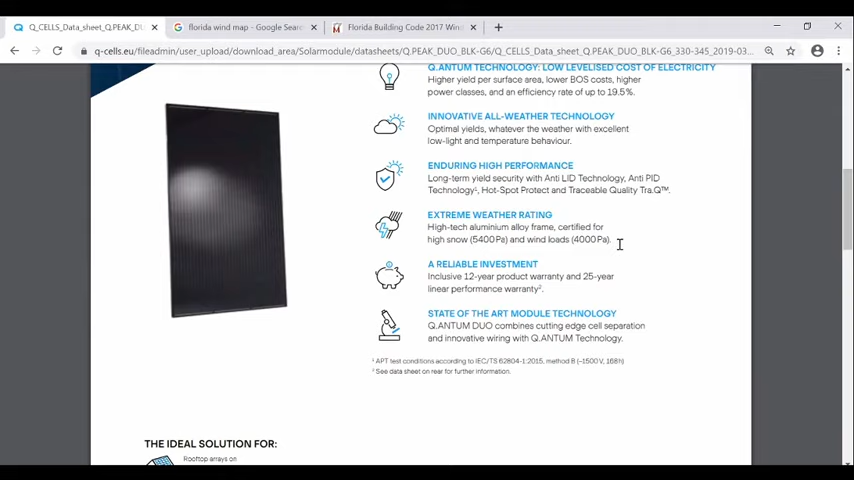 Q_CELLS_Data_sheet_Q.PEAK_DU
florida wind map - Google Sear
Florida Building Code 2017 Win
q-cells.eu/fileadmin/user_upload/download_area/Solarmodule/datasheets/Q.PEAK_DUO_BLK-G6/Q_CELLS_Data_sheet_Q.PEAK_DUO_BLK-G6_330-345_2019-03...
Q.ANTUM TECHNOLOGY: LOW LEVELISED COST OF ELECTRICITY
Higher yield per surface area, lower BOS costs, higher
power classes, and an efficiency rate of up to 19.5%.
INNOVATIVE ALL-WEATHER TECHNOLOGY
Optimal yields, whatever the weather with excellent
low-light and temperature behaviour.
ENDURING HIGH PERFORMANCE
Long-term yield security with Anti LID Technology, Anti PID
Technology¹, Hot-Spot Protect and Traceable Quality Tra.Q™.
EXTREME WEATHER RATING
High-tech aluminium alloy frame, certified for
high snow (5400 Pa) and wind loads (4000 Pa).
A RELIABLE INVESTMENT
Inclusive 12-year product warranty and 25-year
linear performance warranty².
STATE OF THE ART MODULE TECHNOLOGY
Q.ANTUM DUO combines cutting edge cell separation
and innovative wiring with Q.ANTUM Technology.
¹ APT test conditions according to IEC/TS 62804-1:2015, method B (−1500 V, 168 h)
² See data sheet on rear for further information.
THE IDEAL SOLUTION FOR:
Rooftop arrays on